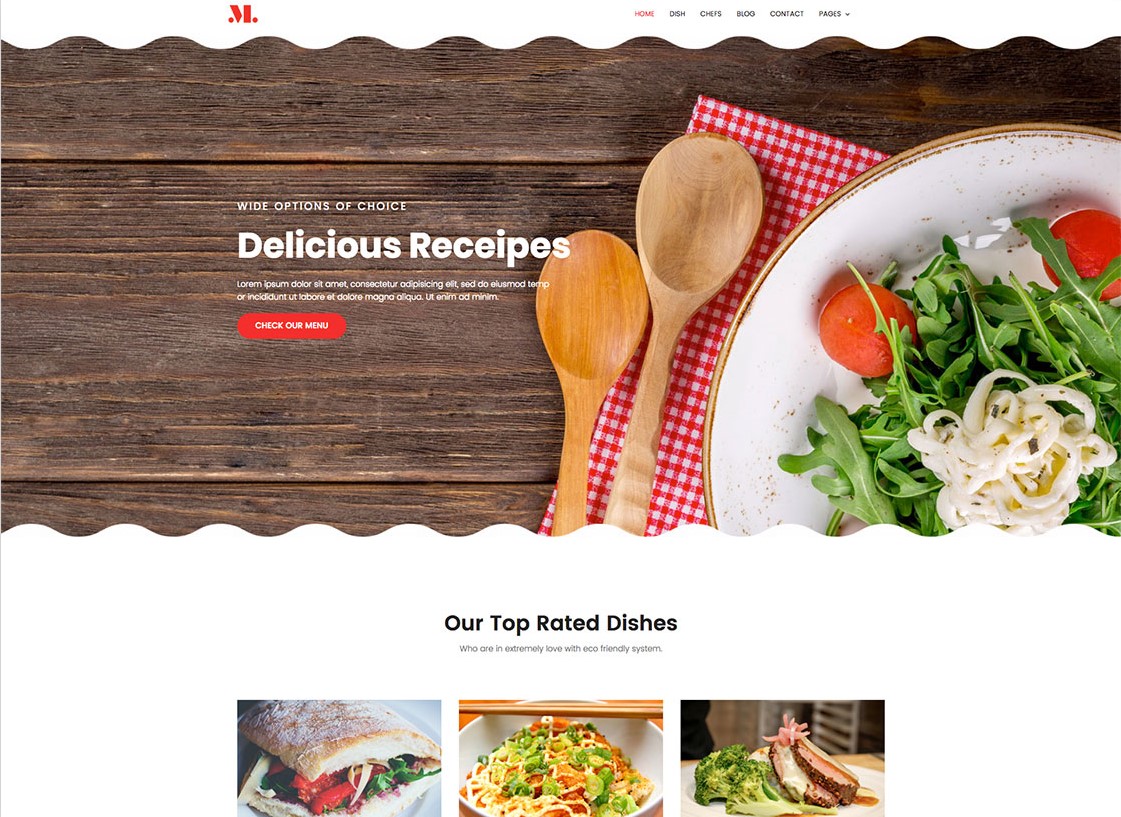 M.
HOME DISH CHEFS BLOG CONTACT PAGES
WIDE OPTIONS OF CHOICE
Delicious Receipes
Lorem ipsum dolor sit amet, consectetur adipisicing elit, sed do eiusmod temp
or incididunt ut labore et dolore magna aliqua. Ut enim ad minim.
CHECK OUR MENU
Our Top Rated Dishes
Who are in extremely love with eco friendly system.